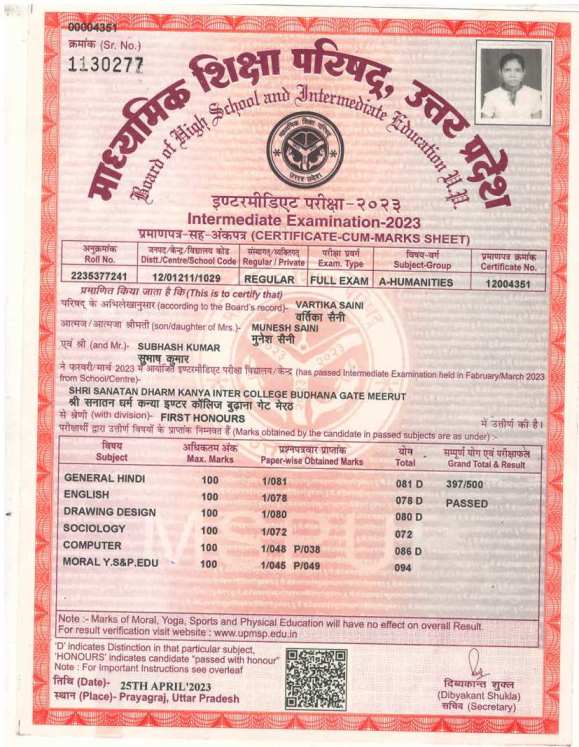 00004351
क्रमांक (Sr. No.)
1130277
माध्यमिक शिक्षा परिषद्, उत्तर प्रदेश
Board of High School and Intermediate Education U.P.
माध्यमिक शिक्षा परिषद्
उत्तर प्रदेश
इण्टरमीडिएट परीक्षा-२०२३
Intermediate Examination-2023
प्रमाणपत्र-सह-अंकपत्र (CERTIFICATE-CUM-MARKS SHEET)
अनुक्रमांक Roll No. जनपद/केन्द्र/विद्यालय कोड Distt./Centre/School Code संस्थागत/व्यक्तिगत Regular / Private परीक्षा प्रवर्ग Exam. Type विषय-वर्ग Subject-Group प्रमाणपत्र क्रमांक Certificate No.
2235377241 12/01211/1029 REGULAR FULL EXAM A-HUMANITIES 12004351
प्रमाणित किया जाता है कि (This is to certify that)
परिषद् के अभिलेखानुसार (according to the Board's record)- VARTIKA SAINI
वर्तिका सैनी
आत्मज/आत्मजा श्रीमती (son/daughter of Mrs.)- MUNESH SAINI
मुनेश सैनी
एवं श्री (and Mr.)- SUBHASH KUMAR
सुभाष कुमार
ने फरवरी/मार्च 2023 में आयोजित इण्टरमीडिएट परीक्षा विद्यालय/केन्द्र (has passed Intermediate Examination held in Fabruary/March 2023
from School/Centre)-
SHRI SANATAN DHARM KANYA INTER COLLEGE BUDHANA GATE MEERUT
श्री सनातन धर्म कन्या इण्टर कॉलिज बुढ़ाना गेट मेरठ
से श्रेणी (with division)- FIRST HONOURS में उत्तीर्ण की है।
परीक्षार्थी द्वारा उत्तीर्ण विषयों के प्राप्तांक निम्नवत हैं (Marks obtained by the candidate in passed subjects are as under) :-
विषय अधिकतम अंक प्रश्नपत्रवार प्राप्तांक योग सम्पूर्ण योग एवं परीक्षाफल
Subject Max. Marks Paper-wise Obtained Marks Total Grand Total & Result
GENERAL HINDI 100 1/081 081 D 397/500
ENGLISH 100 1/078 078 D PASSED
DRAWING DESIGN 100 1/080 080 D
SOCIOLOGY 100 1/072 072
COMPUTER 100 1/048 P/038 086 D
MORAL Y.S&P.EDU 100 1/045 P/049 094
Note :- Marks of Moral, Yoga, Sports and Physical Education will have no effect on overall Result.
For result verification visit website : www.upmsp.edu.in
'D' indicates Distinction in that particular subject,
'HONOURS' indicates candidate "passed with honour"
Note : For Important Instructions see overleaf
तिथि (Date)- 25TH APRIL'2023
स्थान (Place)- Prayagraj, Uttar Pradesh
दिब्यकान्त शुक्ल
(Dibyakant Shukla)
सचिव (Secretary)